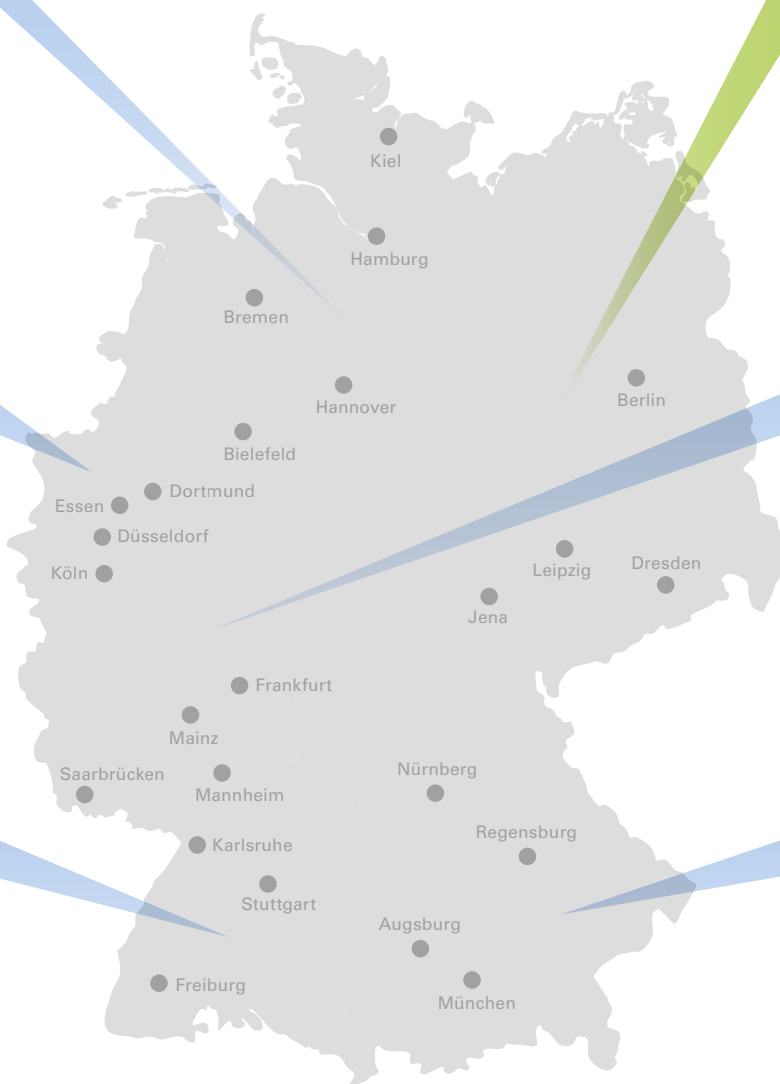 Kiel
Hamburg
Bremen
Hannover
Berlin
Bielefeld
Dortmund
Essen
Düsseldorf
Köln
Leipzig
Dresden
Jena
Frankfurt
Mainz
Saarbrücken
Mannheim
Nürnberg
Regensburg
Karlsruhe
Stuttgart
Augsburg
Freiburg
München